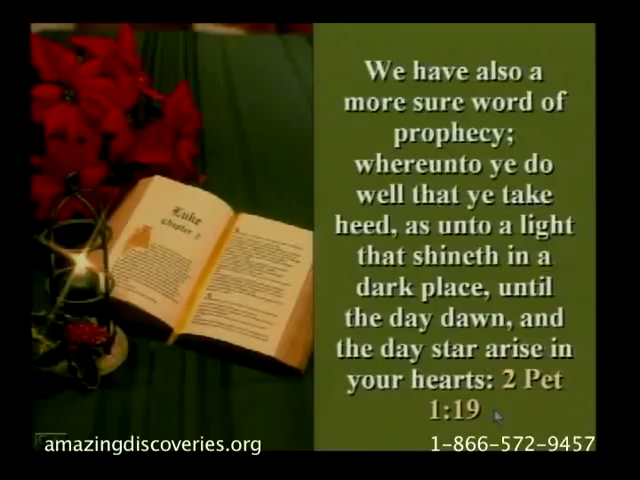 Luke
Chapter 2
We have also a
more sure word of
prophecy;
whereunto ye do
well that ye take
heed, as unto a light
that shineth in a
dark place, until
the day dawn, and
the day star arise in
your hearts: 2 Pet
1:19
amazingdiscoveries.org
1-866-572-9457